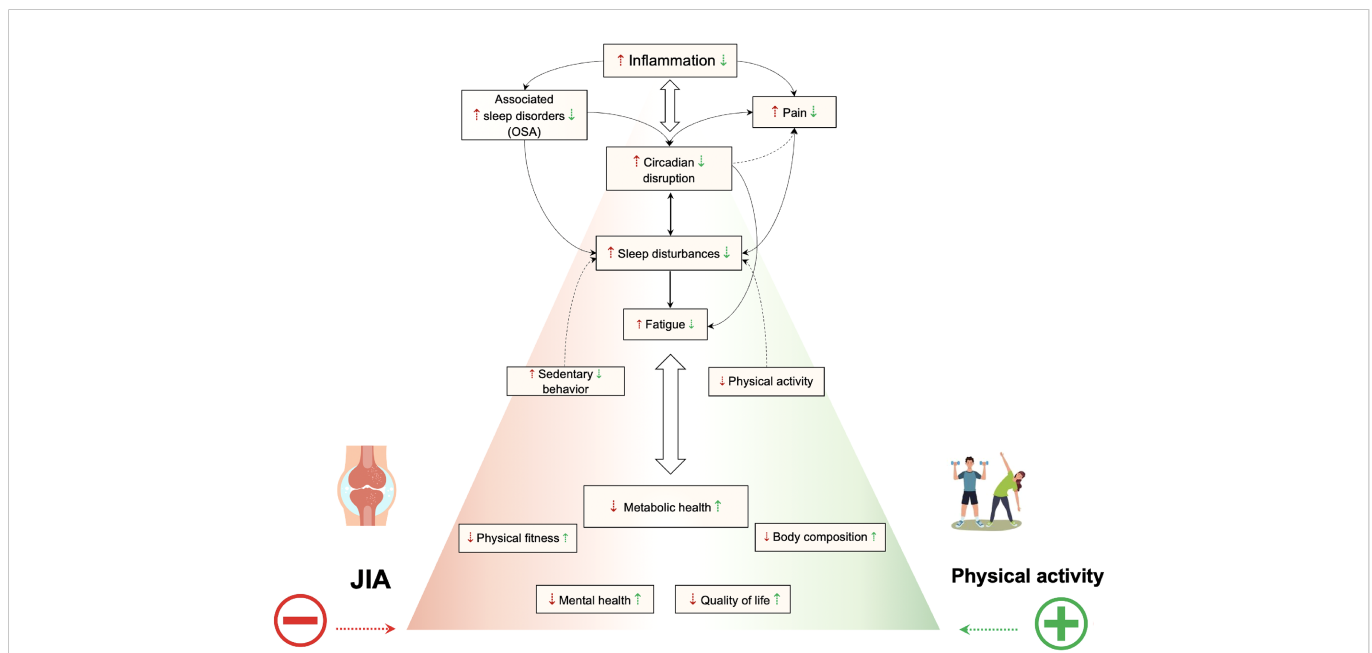 ↑ Inflammation ↓
Associated
↑ sleep disorders ↓
(OSA)
↑ Pain ↓
↑ Circadian ↓
disruption
↑ Sleep disturbances ↓
↑ Fatigue ↓
↑ Sedentary ↓
behavior
↓ Physical activity
↓ Metabolic health ↑
↓ Physical fitness ↑
↓ Body composition ↑
JIA
Physical activity
↓ Mental health ↑
↓ Quality of life ↑